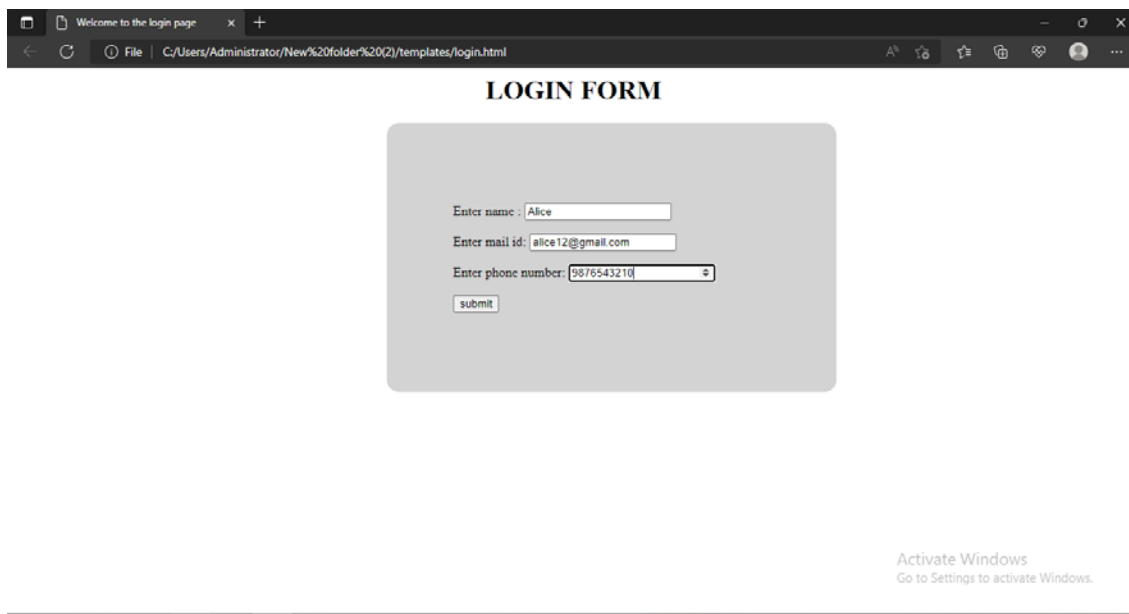 Welcome to the login page
File | C:/Users/Administrator/New%20folder%20(2)/templates/login.html
LOGIN FORM
Enter name : Alice
Enter mail id: alice12@gmail.com
Enter phone number: 9876543210
submit
Activate Windows
Go to Settings to activate Windows.